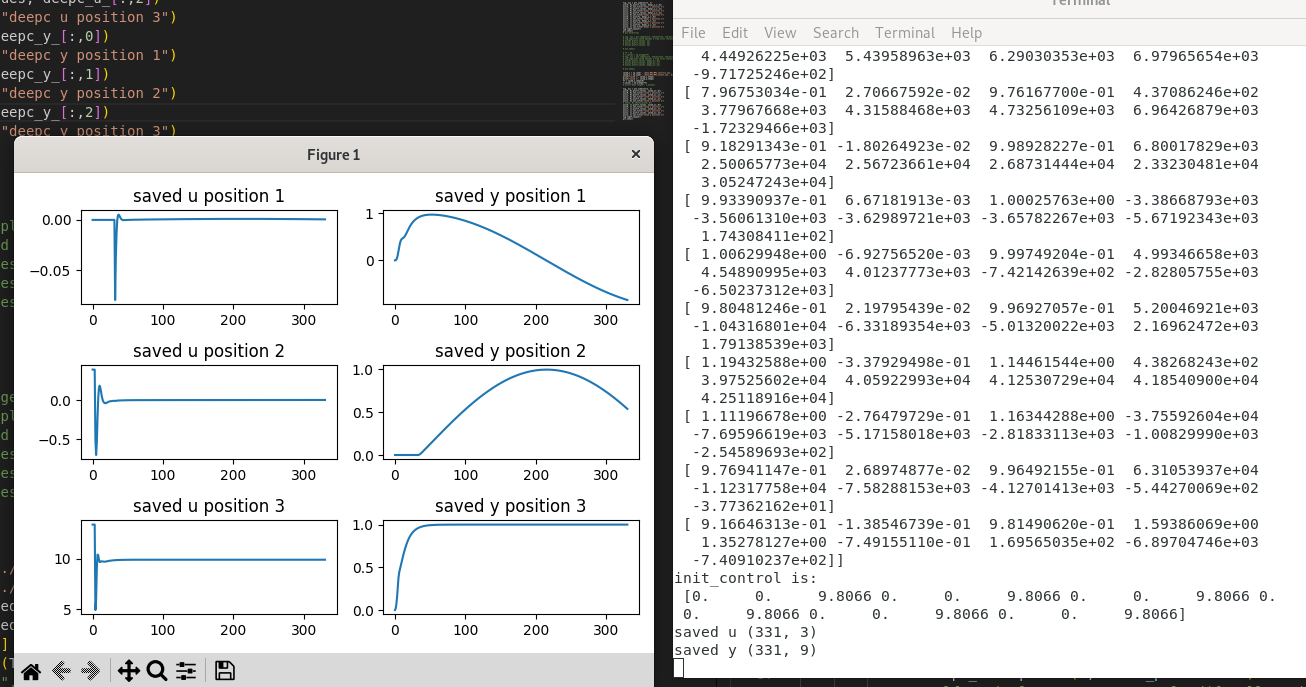 des, deepc_u_[:,2])
"deepc u position 3")
eepc_y_[:,0])
"deepc y position 1")
eepc_y_[:,1])
"deepc y position 2")
eepc_y_[:,2])
"deepc y position 3")
Figure 1
×
saved u position 1
0.00
−0.05
0 100 200 300
saved y position 1
1
0
0 100 200 300
saved u position 2
0.0
−0.5
0 100 200 300
saved y position 2
1.0
0.5
0.0
0 100 200 300
saved u position 3
10
5
0 100 200 300
saved y position 3
1.0
0.5
0.0
0 100 200 300
Terminal
File Edit View Search Terminal Help
4.44926225e+03 5.43958963e+03 6.29030353e+03 6.97965654e+03
-9.71725246e+02]
[ 7.96753034e-01 2.70667592e-02 9.76167700e-01 4.37086246e+02
3.77967668e+03 4.31588468e+03 4.73256109e+03 6.96426879e+03
-1.72329466e+03]
[ 9.18291343e-01 -1.80264923e-02 9.98928227e-01 6.80017829e+03
2.50065773e+04 2.56723661e+04 2.68731444e+04 2.33230481e+04
3.05247243e+04]
[ 9.93390937e-01 6.67181913e-03 1.00025763e+00 -3.38668793e+03
-3.56061310e+03 -3.62989721e+03 -3.65782267e+03 -5.67192343e+03
1.74308411e+02]
[ 1.00629948e+00 -6.92756520e-03 9.99749204e-01 4.99346658e+03
4.54890995e+03 4.01237773e+03 -7.42142639e+02 -2.82805755e+03
-6.50237312e+03]
[ 9.80481246e-01 2.19795439e-02 9.96927057e-01 5.20046921e+03
-1.04316801e+04 -6.33189354e+03 -5.01320022e+03 2.16962472e+03
1.79138539e+03]
[ 1.19432588e+00 -3.37929498e-01 1.14461544e+00 4.38268243e+02
3.97525602e+04 4.05922993e+04 4.12530729e+04 4.18540900e+04
4.25118916e+04]
[ 1.11196678e+00 -2.76479729e-01 1.16344288e+00 -3.75592604e+04
-7.69596619e+03 -5.17158018e+03 -2.81833113e+03 -1.00829990e+03
-2.54589693e+02]
[ 9.76941147e-01 2.68974877e-02 9.96492155e-01 6.31053937e+04
-1.12317758e+04 -7.58288153e+03 -4.12701413e+03 -5.44270069e+02
-3.77362162e+01]
[ 9.16646313e-01 -1.38546739e-01 9.81490620e-01 1.59386069e+00
1.35278127e+00 -7.49155110e-01 1.69565035e+02 -6.89704746e+03
-7.40910237e+02]]
init_control is:
[0. 0. 9.8066 0. 0. 9.8066 0. 0. 9.8066 0.
0. 9.8066 0. 0. 9.8066 0. 0. 9.8066]
saved u (331, 3)
saved y (331, 9)